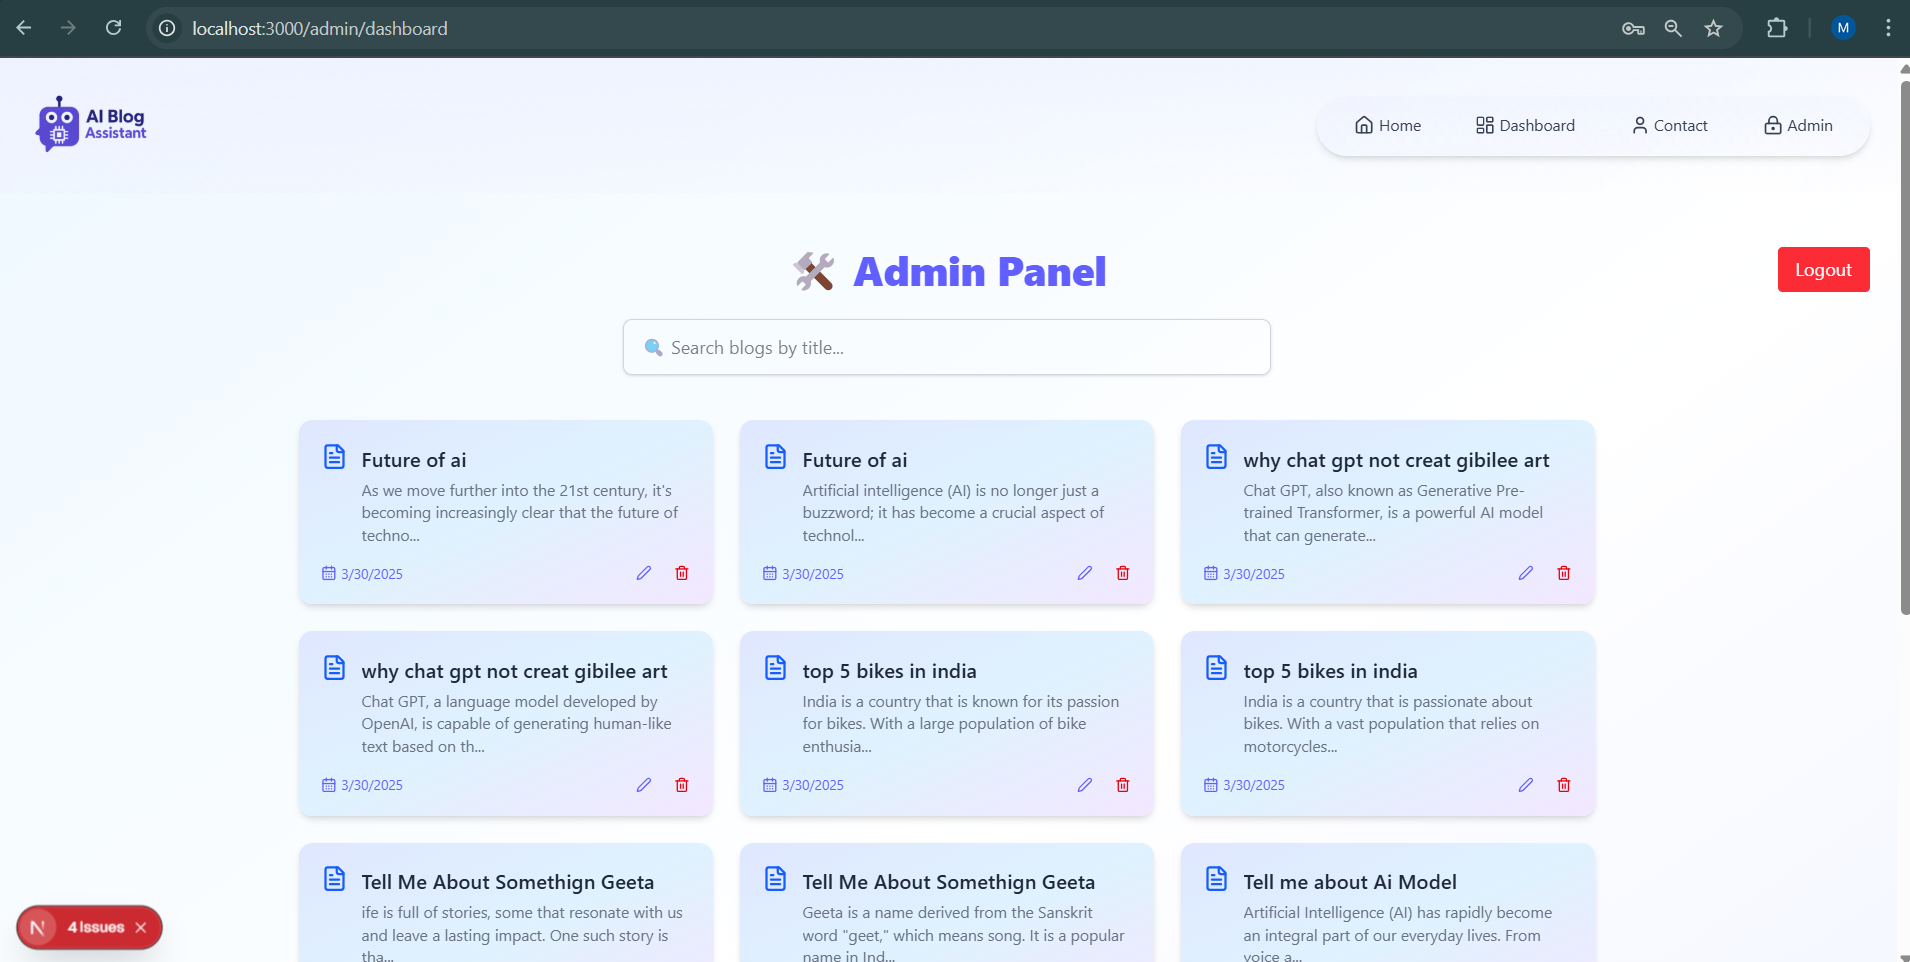 localhost:3000/admin/dashboard
M
AI Blog
Assistant
Home
Dashboard
Contact
Admin
Admin Panel
Logout
Search blogs by title...
Future of ai
As we move further into the 21st century, it's
becoming increasingly clear that the future of
techno...
3/30/2025
Future of ai
Artificial intelligence (AI) is no longer just a
buzzword; it has become a crucial aspect of
technol...
3/30/2025
why chat gpt not creat gibilee art
Chat GPT, also known as Generative Pre-
trained Transformer, is a powerful AI model
that can generate...
3/30/2025
why chat gpt not creat gibilee art
Chat GPT, a language model developed by
OpenAI, is capable of generating human-like
text based on th...
3/30/2025
top 5 bikes in india
India is a country that is known for its passion
for bikes. With a large population of bike
enthusia...
3/30/2025
top 5 bikes in india
India is a country that is passionate about
bikes. With a vast population that relies on
motorcycles...
3/30/2025
Tell Me About Somethign Geeta
ife is full of stories, some that resonate with us
and leave a lasting impact. One such story is
tha...
Tell Me About Somethign Geeta
Geeta is a name derived from the Sanskrit
word "geet," which means song. It is a popular
name in Ind...
Tell me about Ai Model
Artificial Intelligence (AI) has rapidly become
an integral part of our everyday lives. From
voice a...
N
4 Issues